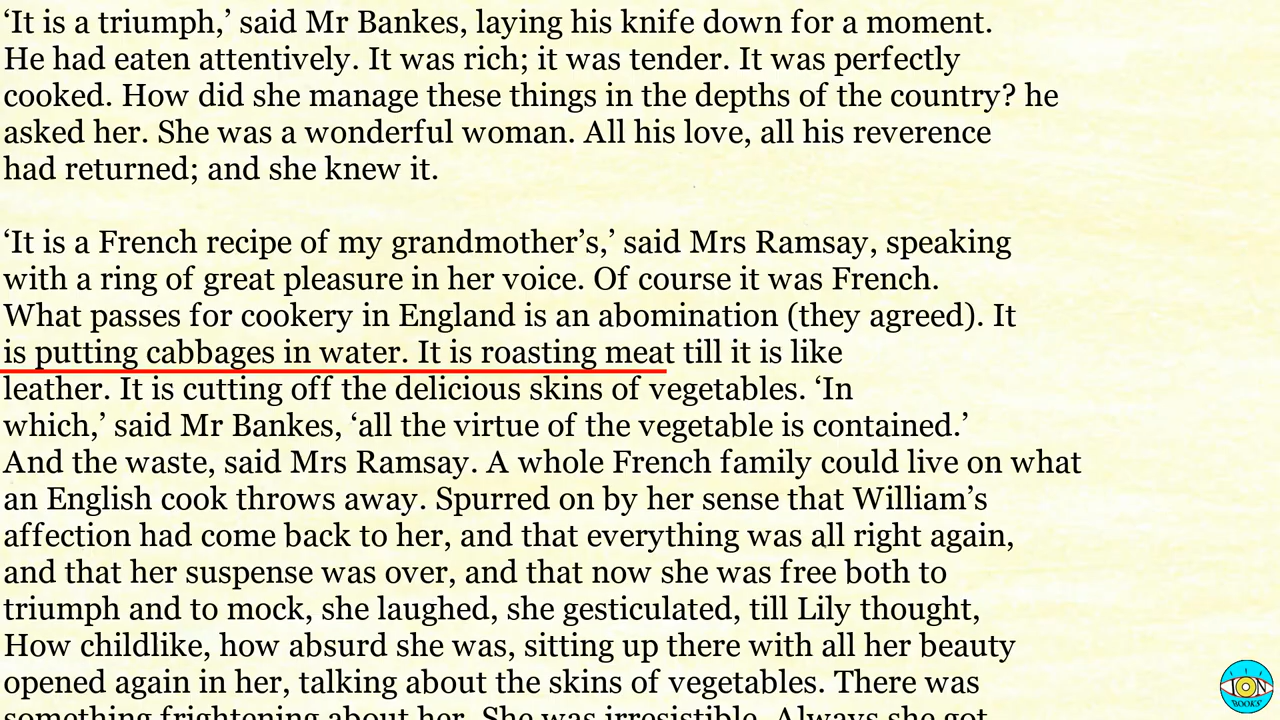 ‘It is a triumph,’ said Mr Bankes, laying his knife down for a moment.
He had eaten attentively. It was rich; it was tender. It was perfectly
cooked. How did she manage these things in the depths of the country? he
asked her. She was a wonderful woman. All his love, all his reverence
had returned; and she knew it.
‘It is a French recipe of my grandmother’s,’ said Mrs Ramsay, speaking
with a ring of great pleasure in her voice. Of course it was French.
What passes for cookery in England is an abomination (they agreed). It
is putting cabbages in water. It is roasting meat till it is like
leather. It is cutting off the delicious skins of vegetables. ‘In
which,’ said Mr Bankes, ‘all the virtue of the vegetable is contained.’
And the waste, said Mrs Ramsay. A whole French family could live on what
an English cook throws away. Spurred on by her sense that William’s
affection had come back to her, and that everything was all right again,
and that her suspense was over, and that now she was free both to
triumph and to mock, she laughed, she gesticulated, till Lily thought,
How childlike, how absurd she was, sitting up there with all her beauty
opened again in her, talking about the skins of vegetables. There was
something frightening about her. She was irresistible. Always she got
ION
BOOKS